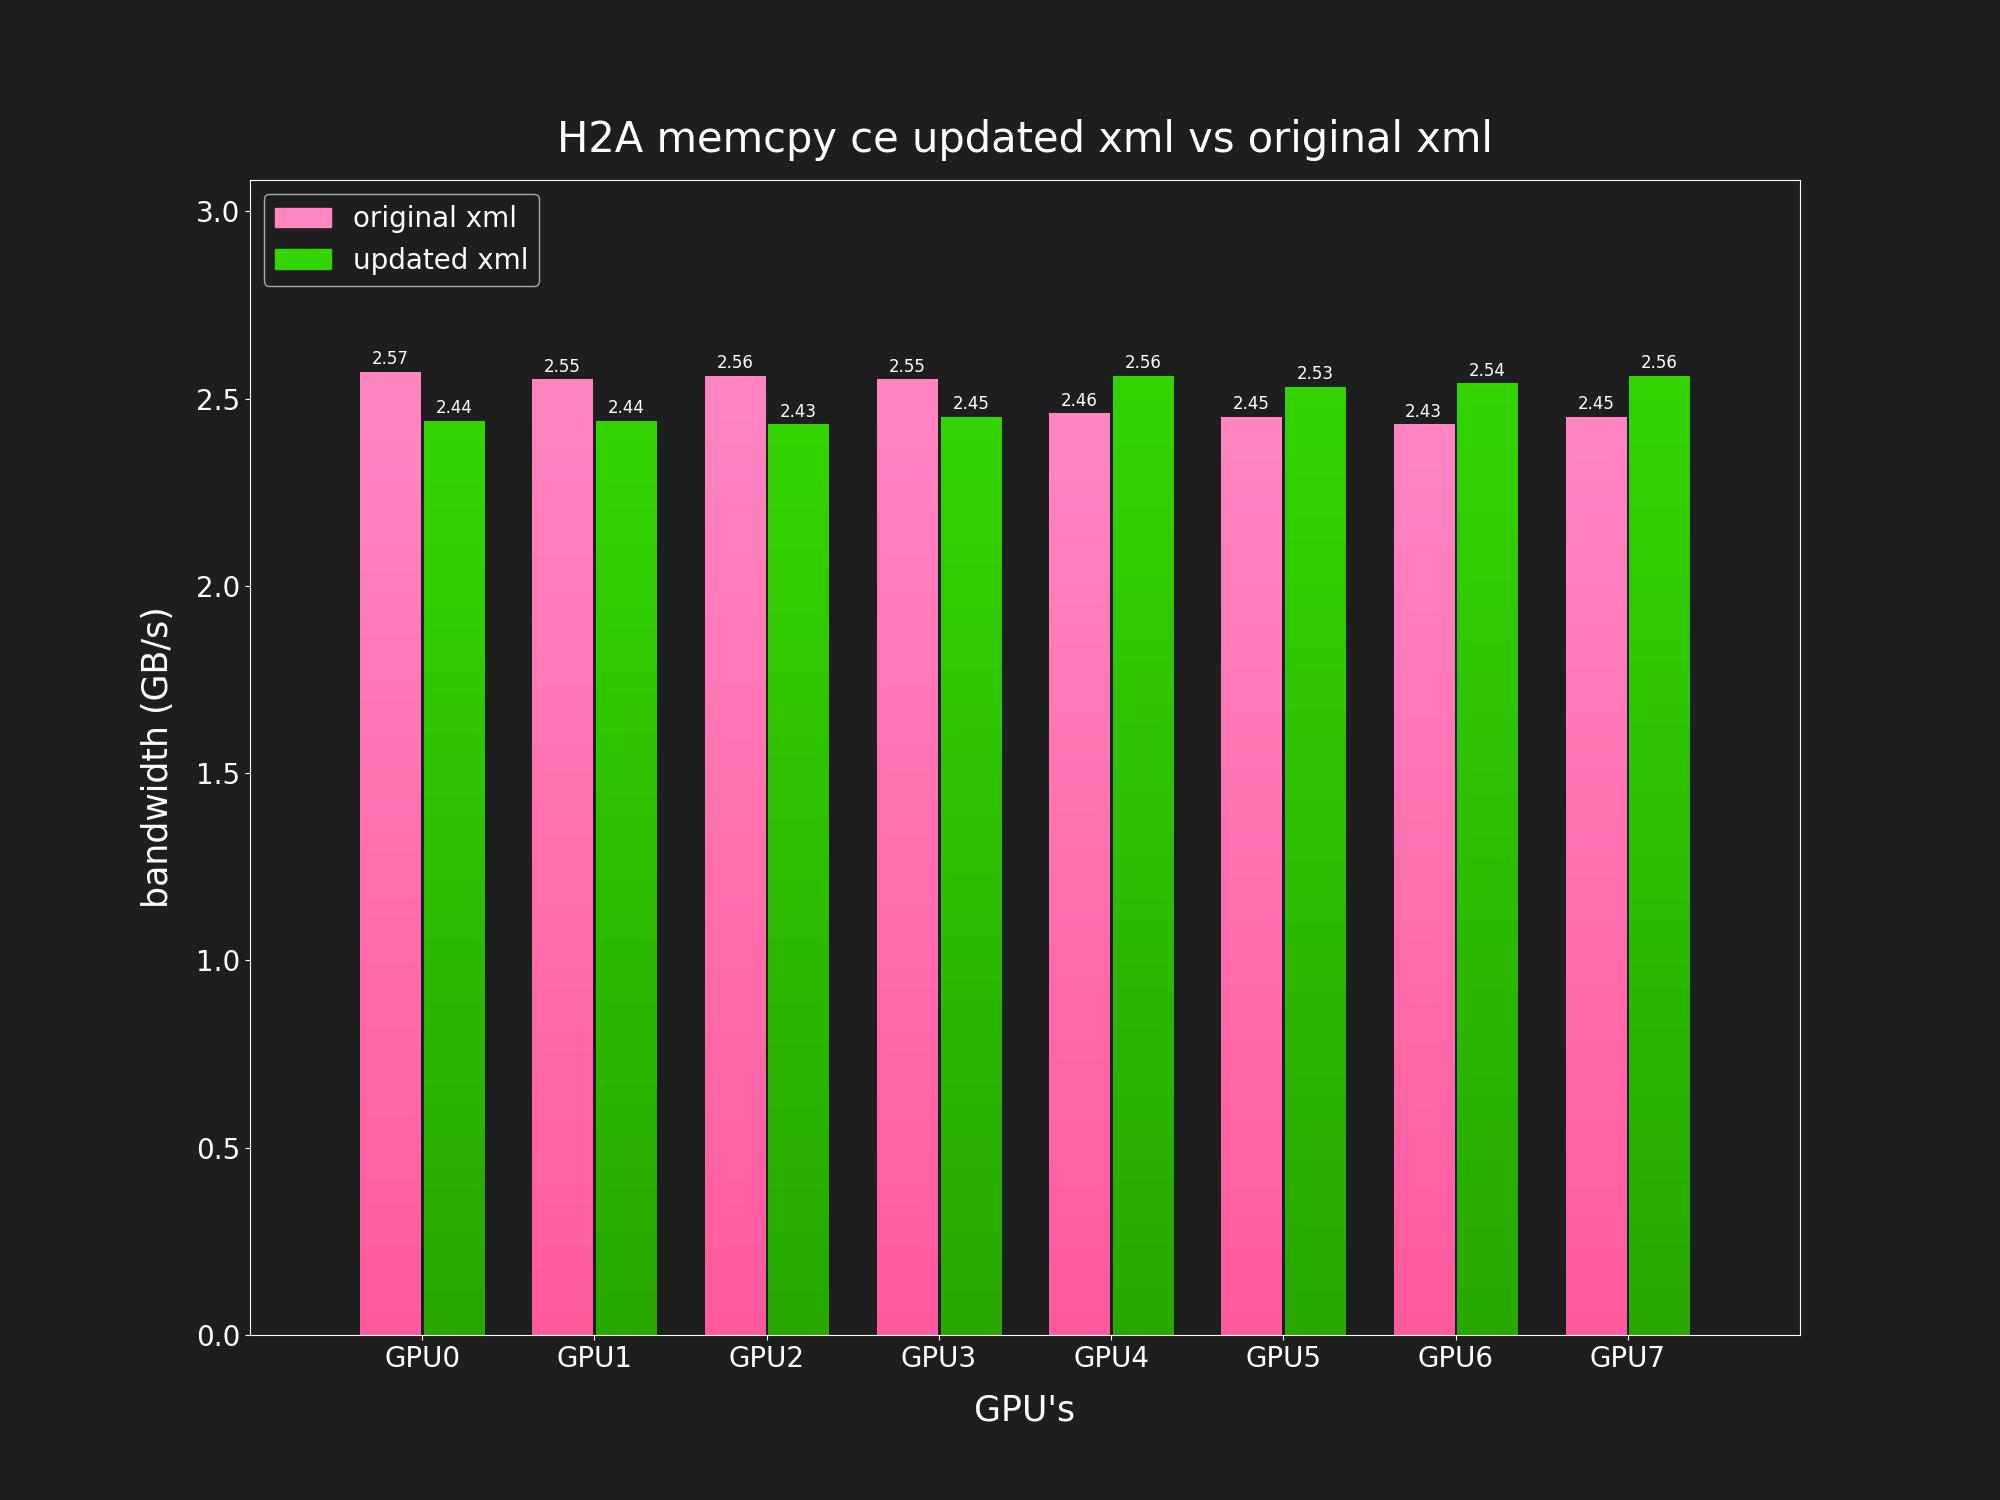 H2A memcpy ce updated xml vs original xml
original xml
updated xml
3.0
2.5
2.0
1.5
1.0
0.5
0.0
bandwidth (GB/s)
2.57
2.44
2.55
2.44
2.56
2.43
2.55
2.45
2.46
2.56
2.45
2.53
2.43
2.54
2.45
2.56
GPU0
GPU1
GPU2
GPU3
GPU4
GPU5
GPU6
GPU7
GPU's